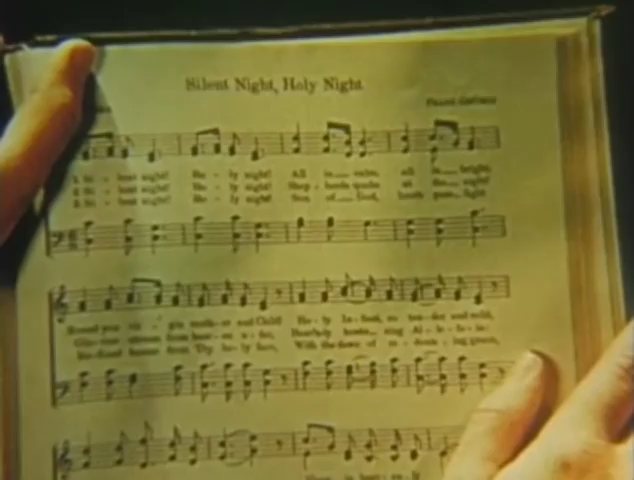 Silent Night, Holy Night
Franz Gruber
1 Si - lent night! Ho - ly night! All is calm, all is bright,
2 Si - lent night! Ho - ly night! Shep - herds quake at the sight!
3 Si - lent night! Ho - ly night! Son of God, love's pure light
Round yon vir - gin moth - er and Child! Ho - ly In - fant, so ten - der and mild,
Glo - ries stream from heav - en a - far, Heav'nly hosts sing Al - le - lu - ia:
Ra - diant beams from Thy ho - ly face, With the dawn of re - deem - ing grace,